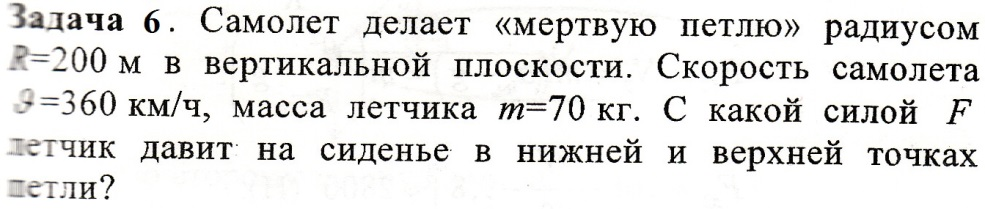 Задача 6. Самолет делает «мертвую петлю» радиусом
R=200 м в вертикальной плоскости. Скорость самолета
ϑ=360 км/ч, масса летчика m=70 кг. С какой силой F
летчик давит на сиденье в нижней и верхней точках
петли?